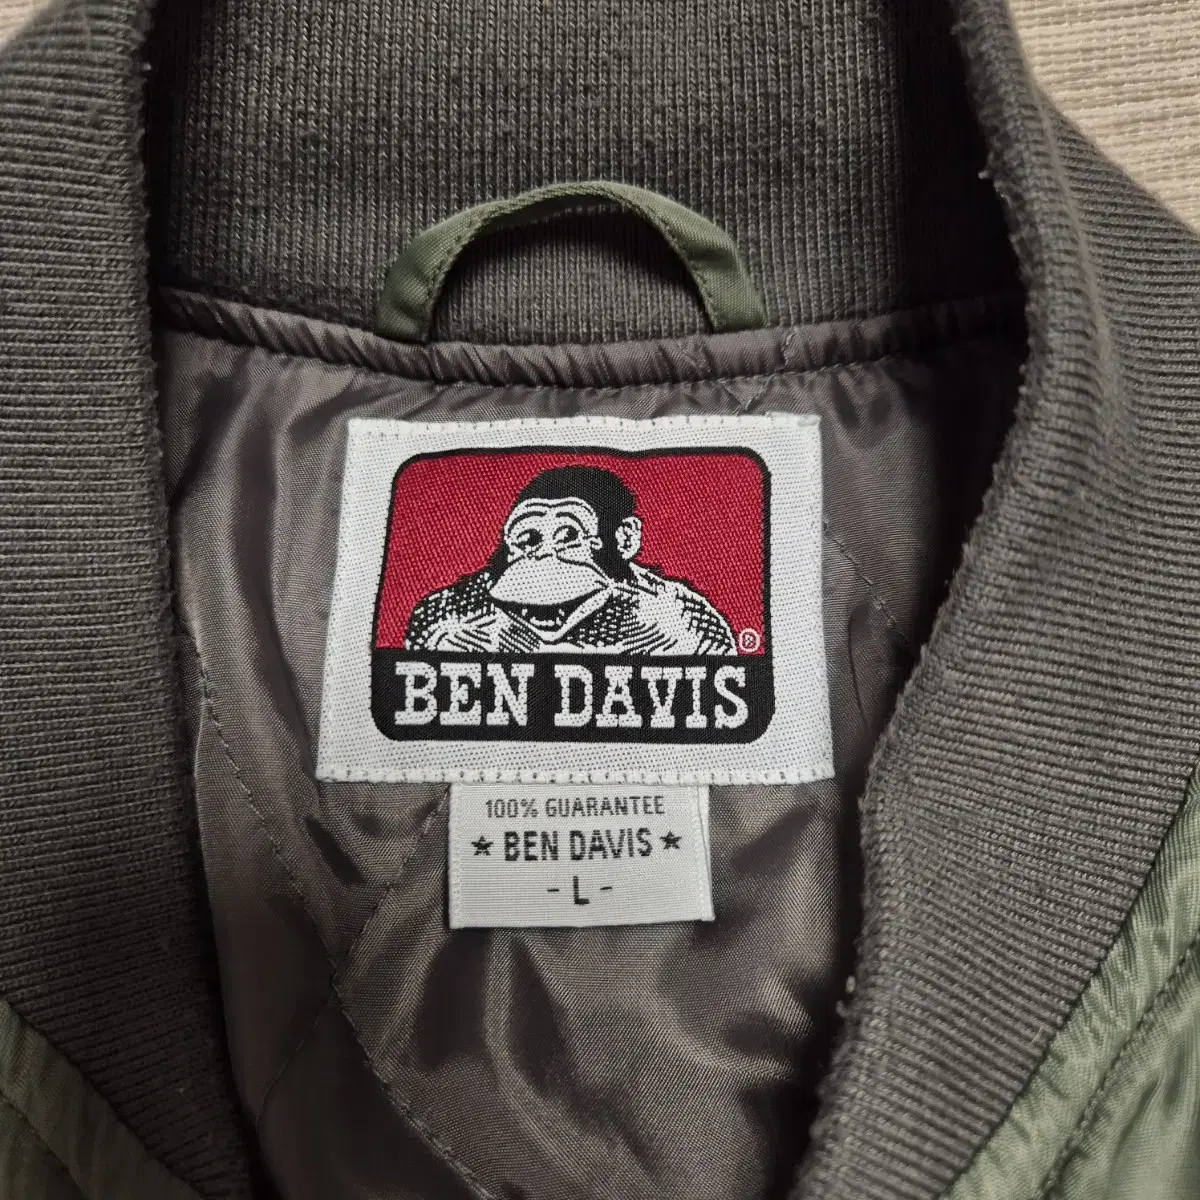 ®
BEN DAVIS
100% GUARANTEE
★ BEN DAVIS ★
- L -